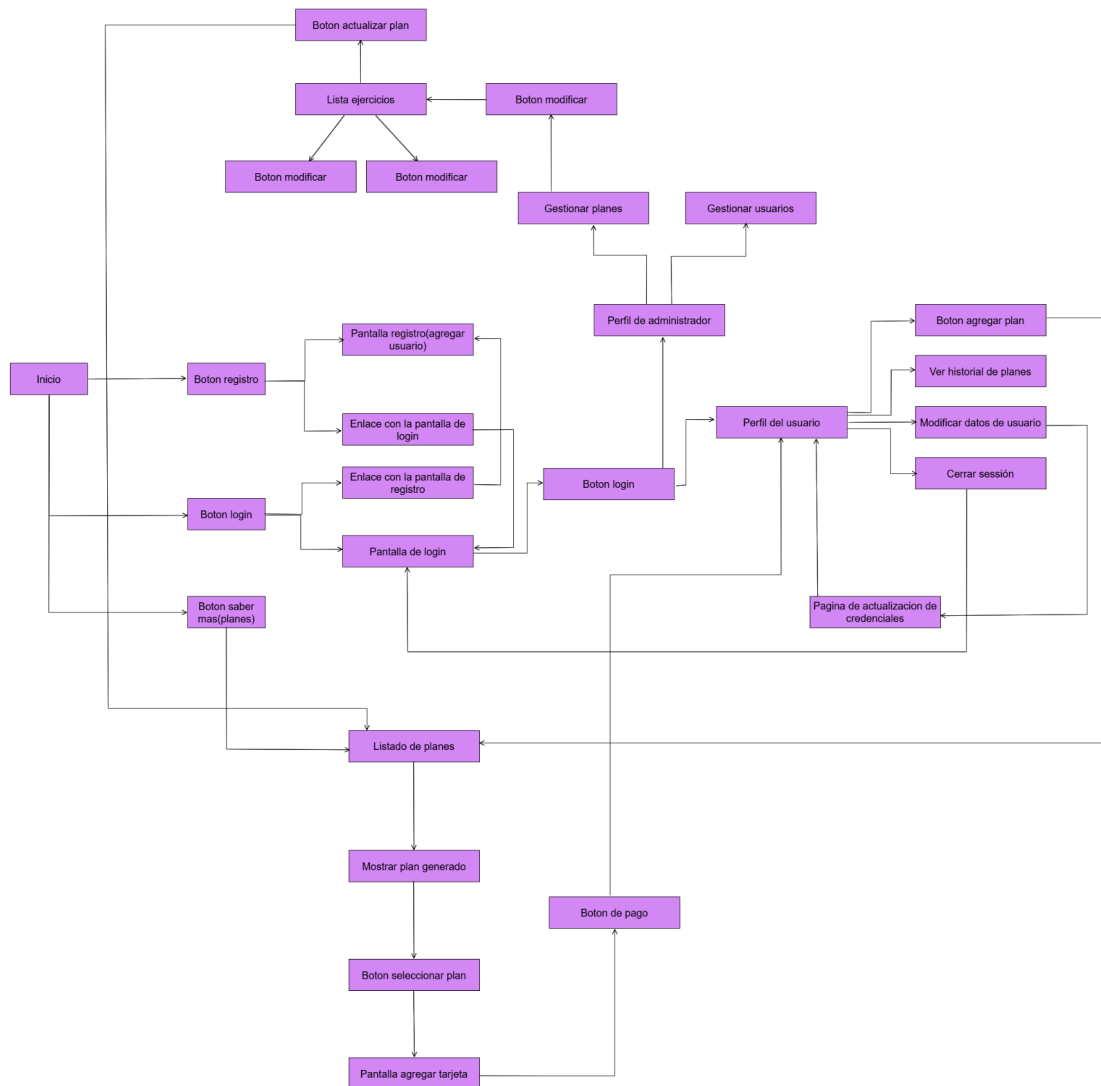 Boton actualizar plan
Lista ejercicios
Boton modificar
Boton modificar
Boton modificar
Gestionar planes
Gestionar usuarios
Perfil de administrador
Boton agregar plan
Pantalla registro(agregar
usuario)
Inicio
Boton registro
Ver historial de planes
Enlace con la pantalla de
login
Perfil del usuario
Modificar datos de usuario
Enlace con la pantalla de
registro
Boton login
Cerrar sessión
Boton login
Pantalla de login
Boton saber
mas(planes)
Pagina de actualizacion de
credenciales
Listado de planes
Mostrar plan generado
Boton de pago
Boton seleccionar plan
Pantalla agregar tarjeta